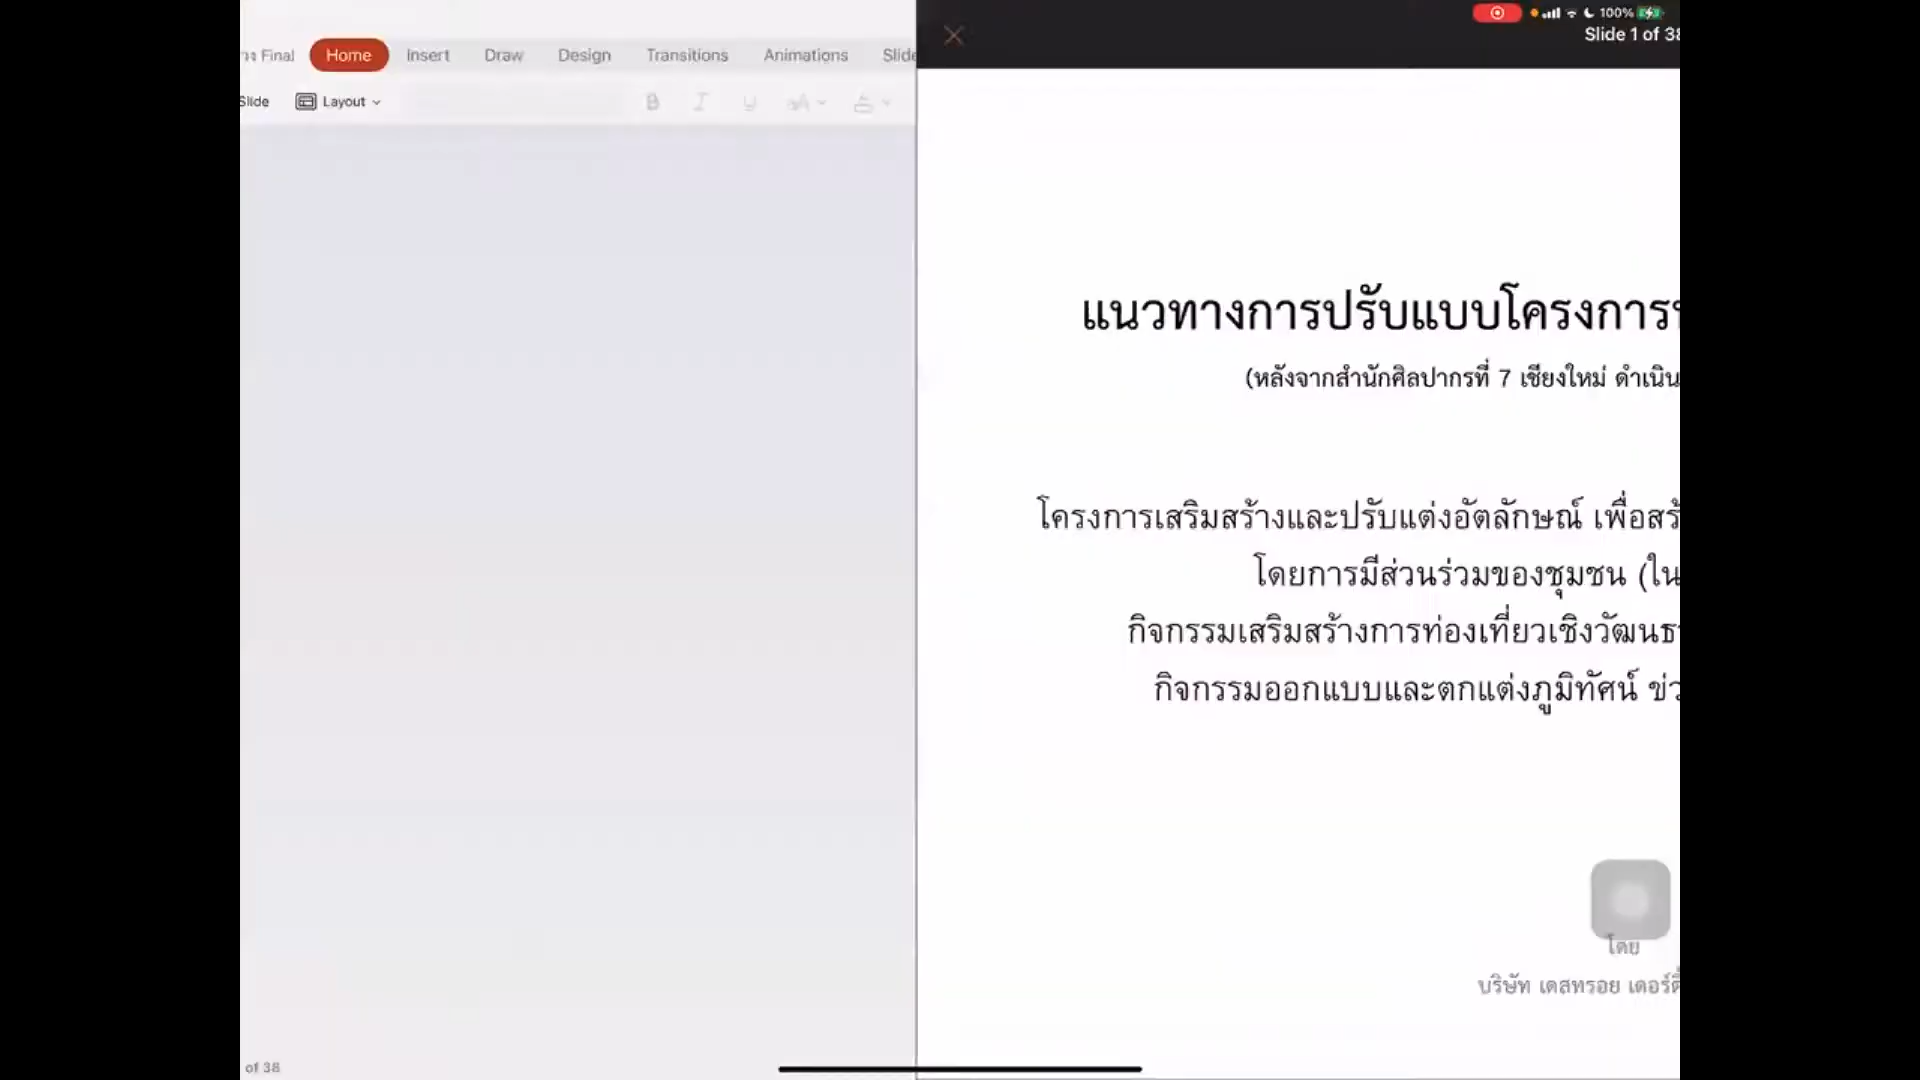 Final Home Insert Draw Design Transitions Animations Slide
Slide Layout B I U
of 38
100%
Slide 1 of 38
แนวทางการปรับแบบโครงการ
(หลังจากสำนักศิลปากรที่ 7 เชียงใหม่ ดำเนิน
โครงการเสริมสร้างและปรับแต่งอัตลักษณ์ เพื่อสร้
โดยการมีส่วนร่วมของชุมชน (ใน
กิจกรรมเสริมสร้างการท่องเที่ยวเชิงวัฒนธ
กิจกรรมออกแบบและตกแต่งภูมิทัศน์ ข่ว
โดย
บริษัท เดสทรอย เดอร์ตี้